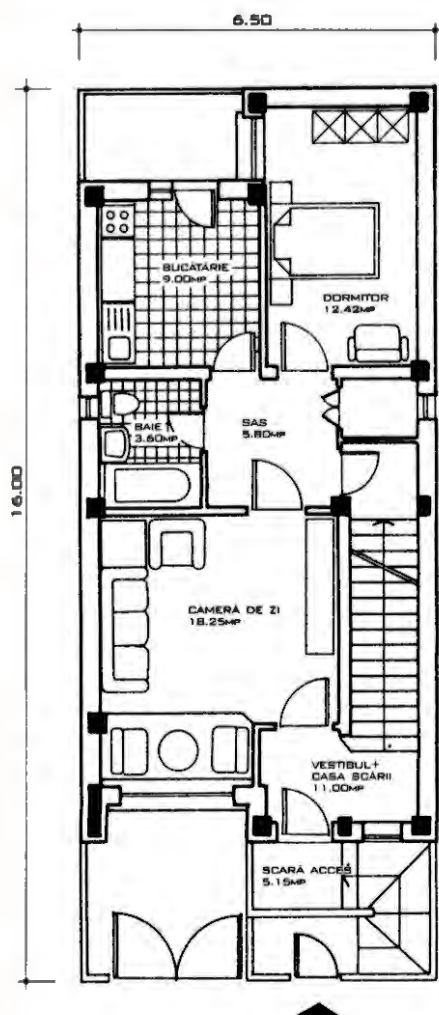 6.50
16.00
BUCATĂRIE
9.00MP
DORMITOR
12.42MP
BAIE
3.60MP
SAS
5.80MP
CAMERĂ DE ZI
18.25MP
VESTIBUL+
CASA SCĂRII
11.00MP
SCARĂ ACCES
5.15MP